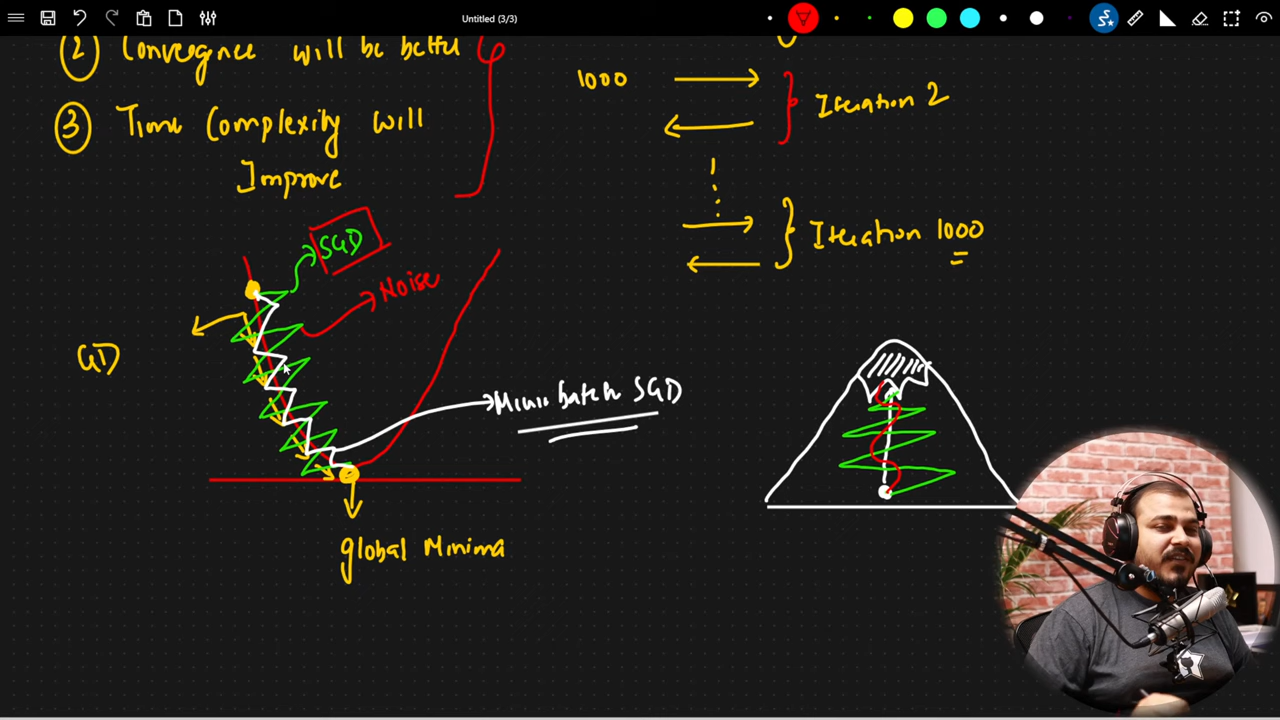 Untitled (3/3)
② Convergnce will be better
③ Time Complexity will
Improve
1000
Iteration 2
Iteration 1000
SGD
Noise
GD
Mini batch SGD
global Minima